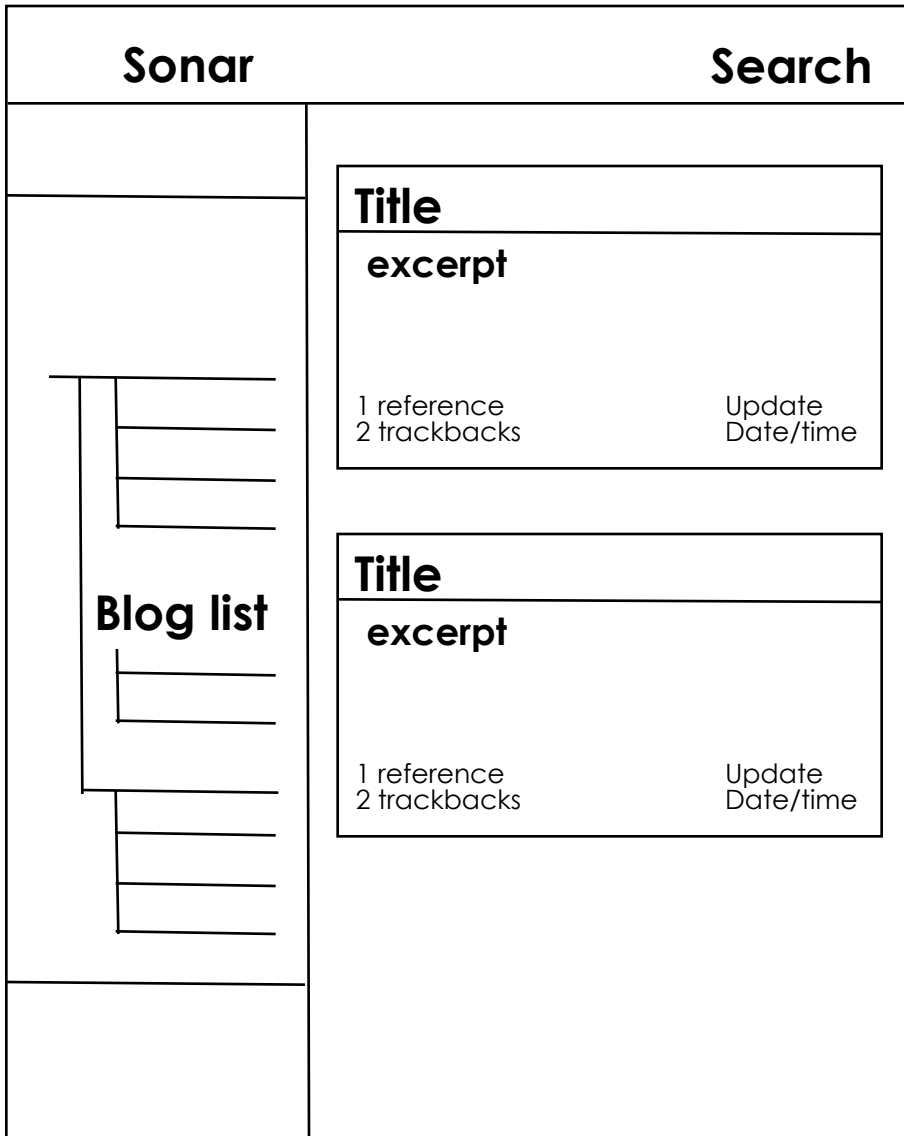 Sonar
Search
Blog list
Title
excerpt
1 reference
2 trackbacks
Update
Date/time
Title
excerpt
1 reference
2 trackbacks
Update
Date/time